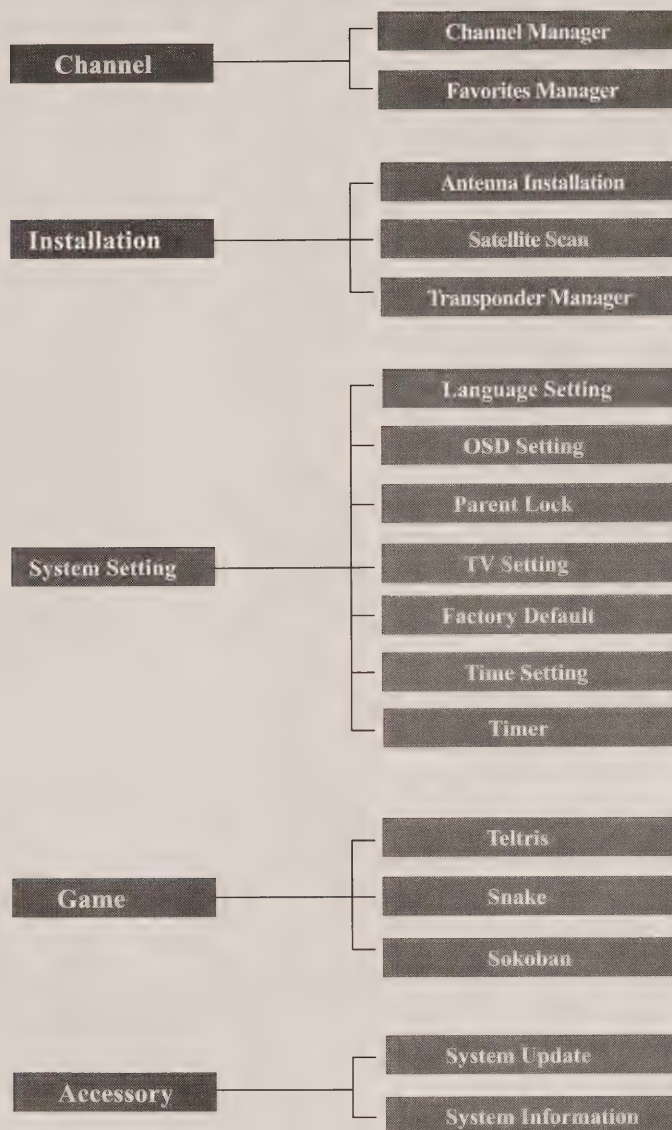 Channel
Channel Manager
Favorites Manager
Installation
Antenna Installation
Satellite Scan
Transponder Manager
System Setting
Language Setting
OSD Setting
Parent Lock
TV Setting
Factory Default
Time Setting
Timer
Game
Teltris
Snake
Sokoban
Accessory
System Update
System Information